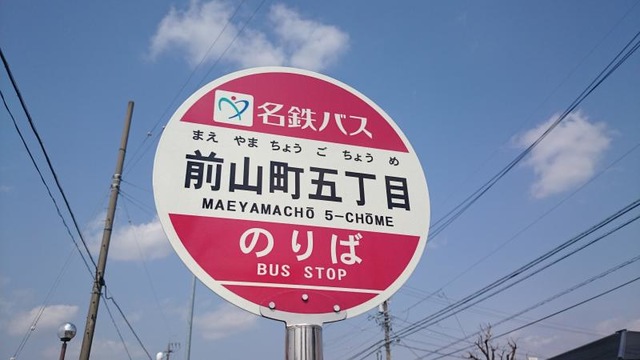 名鉄バス
まえ やま ちょう ご ちょう め
前山町五丁目
MAEYAMACHŌ 5-CHŌME
のりば
BUS STOP